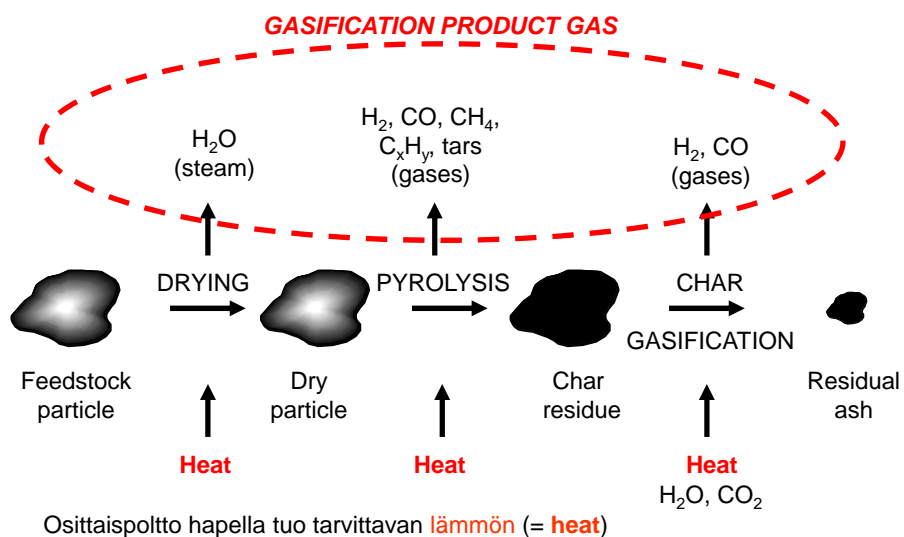 GASIFICATION PRODUCT GAS
H₂O
(steam)
H₂, CO, CH₄,
CₓHᵧ, tars
(gases)
H₂, CO
(gases)
DRYING
PYROLYSIS
CHAR
GASIFICATION
Feedstock
particle
Dry
particle
Char
residue
Residual
ash
Heat
Heat
Heat
H₂O, CO₂
Osittaispoltto hapella tuo tarvittavan lämmön (= heat)